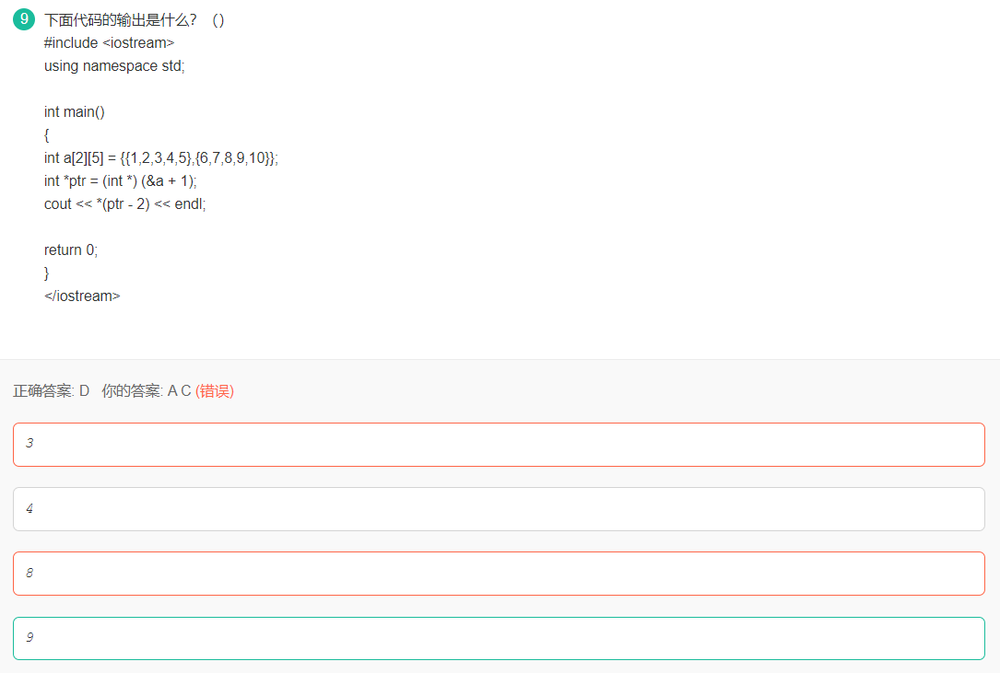 9 下面代码的输出是什么？ （）
#include <iostream>
using namespace std;
int main()
{
int a[2][5] = {{1,2,3,4,5},{6,7,8,9,10}};
int *ptr = (int *) (&a + 1);
cout << *(ptr - 2) << endl;
return 0;
}
</iostream>
正确答案: D 你的答案: A C (错误)
3
4
8
9